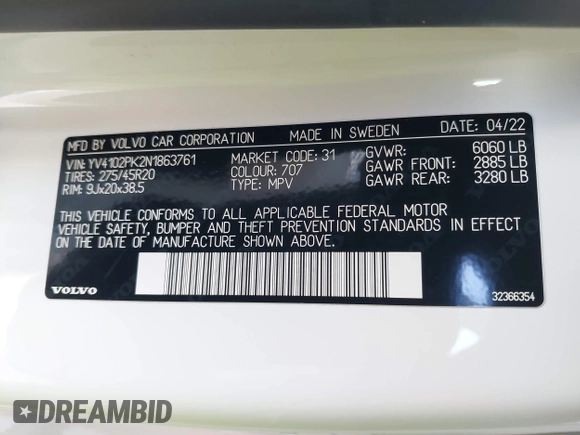 MFD BY VOLVO CAR CORPORATION MADE IN SWEDEN DATE: 04/22
VIN: YV4102PK2N1863761 MARKET CODE: 31 GVWR: 6060 LB
TIRES: 275/45R20 COLOUR: 707 GAWR FRONT: 2885 LB
RIM: 9Jx20x38.5 TYPE: MPV GAWR REAR: 3280 LB
THIS VEHICLE CONFORMS TO ALL APPLICABLE FEDERAL MOTOR
VEHICLE SAFETY, BUMPER AND THEFT PREVENTION STANDARDS IN EFFECT
ON THE DATE OF MANUFACTURE SHOWN ABOVE.
VOLVO 32366354
DREAMBID